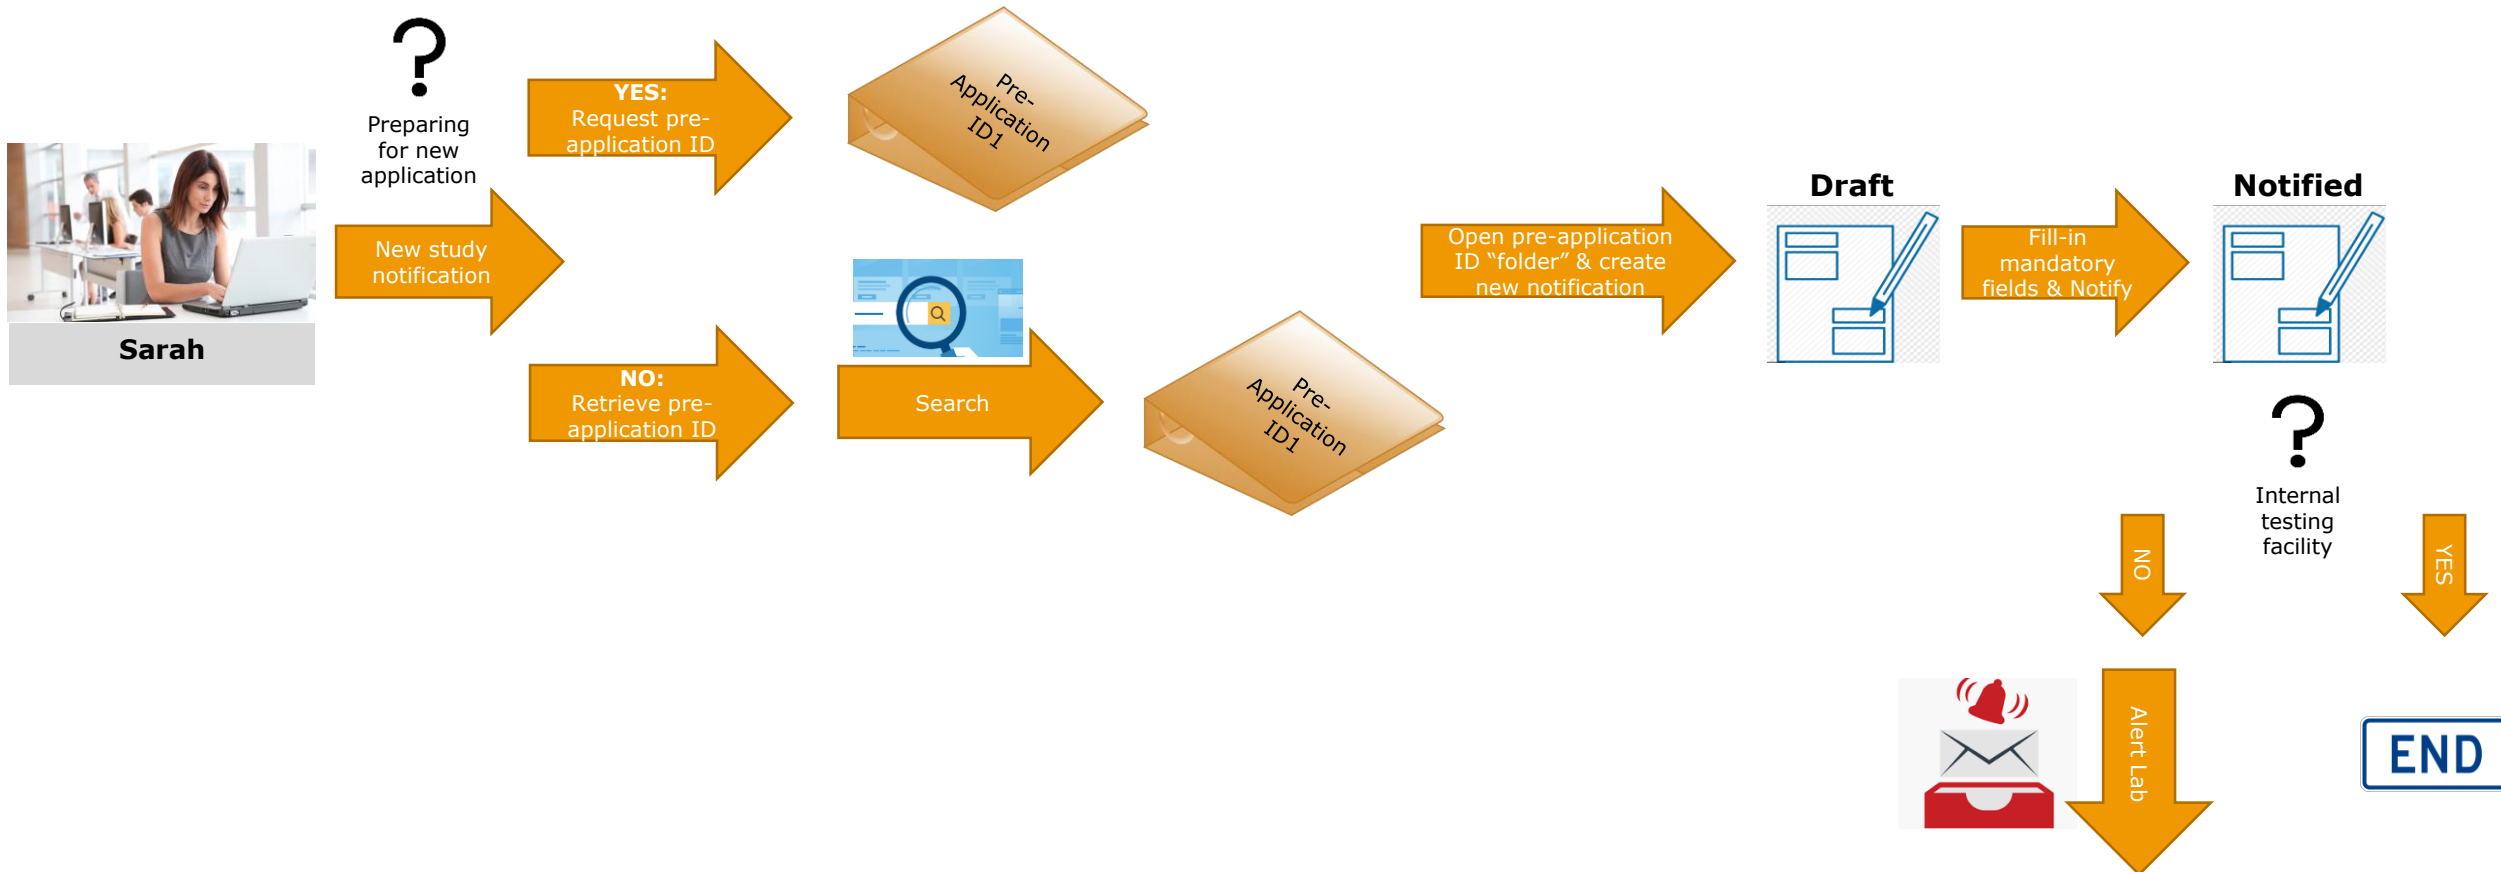 Sarah
?
Preparing
for new
application
New study
notification
YES:
Request pre-
application ID
Pre-
Application
ID1
NO:
Retrieve pre-
application ID
Search
Pre-
Application
ID1
Open pre-application
ID “folder” & create
new notification
Draft
Fill-in
mandatory
fields & Notify
Notified
?
Internal
testing
facility
NO
YES
Alert Lab
END